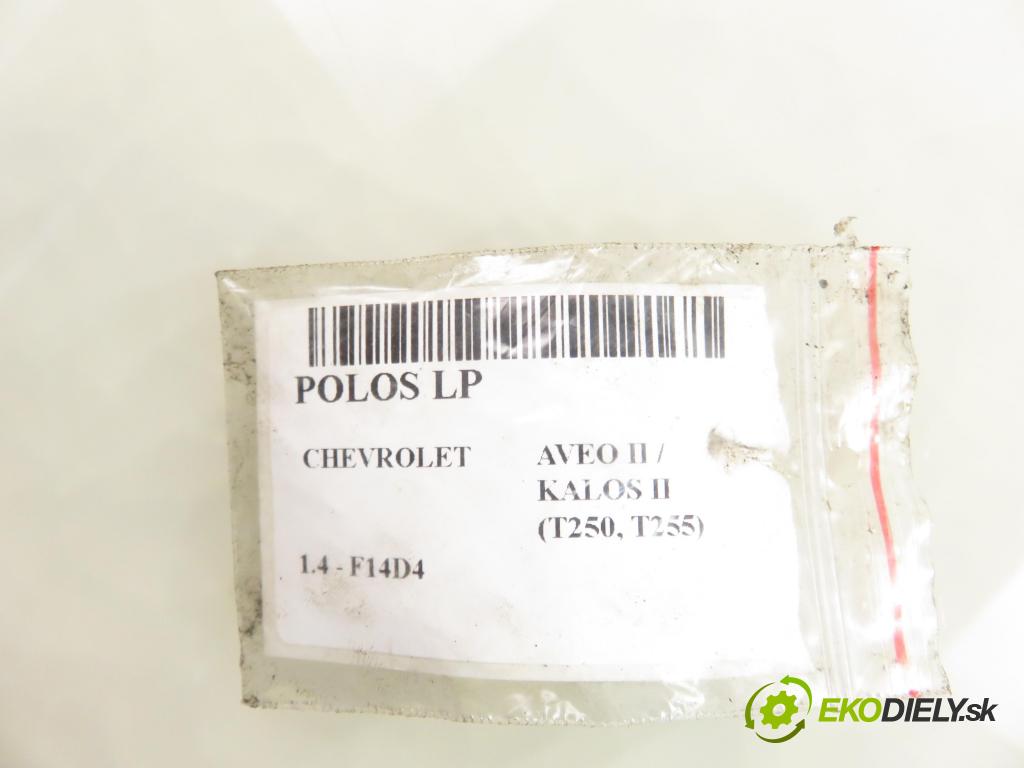 POLOS LP
CHEVROLET
AVEO II /
KALOS II
(T250, T255)
1.4 - F14D4
EKODIELY.sk